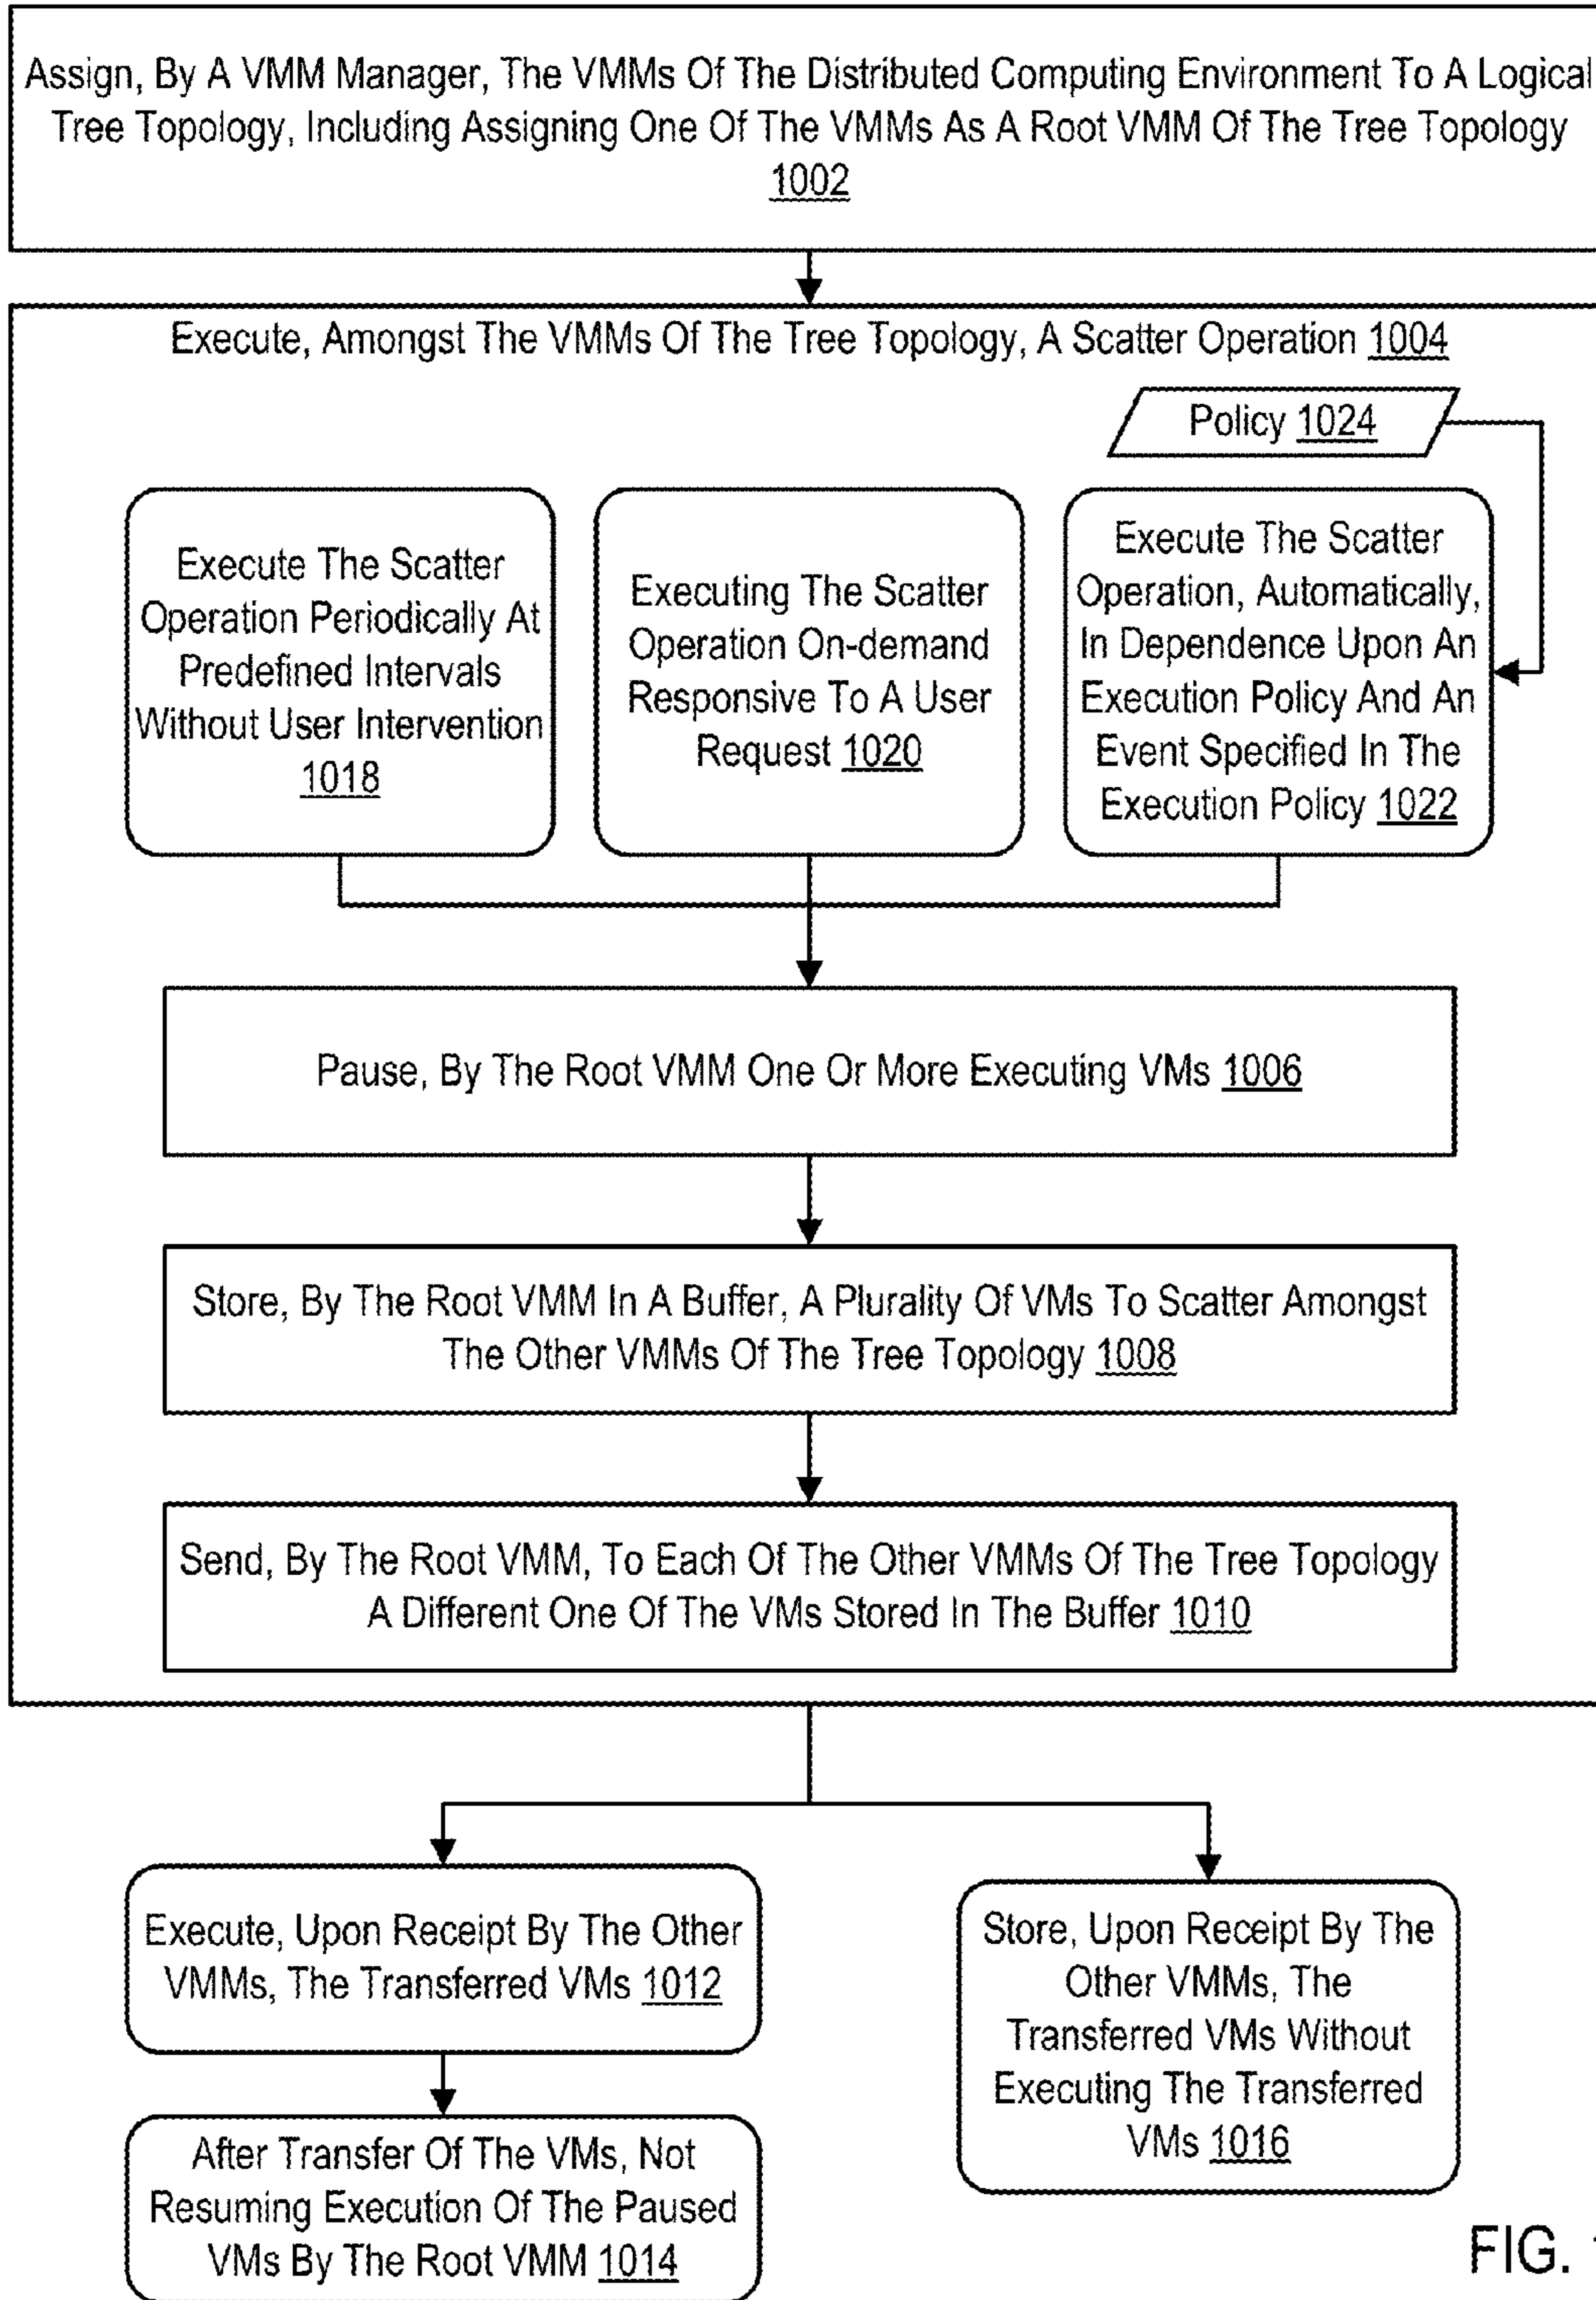 Assign, By A VMM Manager, The VMMs Of The Distributed Computing Environment To A Logical
Tree Topology, Including Assigning One Of The VMMs As A Root VMM Of The Tree Topology
1002
Execute, Amongst The VMMs Of The Tree Topology, A Scatter Operation 1004
Policy 1024
Execute The Scatter
Operation Periodically At
Predefined Intervals
Without User Intervention
1018
Executing The Scatter
Operation On-demand
Responsive To A User
Request 1020
Execute The Scatter
Operation, Automatically,
In Dependence Upon An
Execution Policy And An
Event Specified In The
Execution Policy 1022
Pause, By The Root VMM One Or More Executing VMs 1006
Store, By The Root VMM In A Buffer, A Plurality Of VMs To Scatter Amongst
The Other VMMs Of The Tree Topology 1008
Send, By The Root VMM, To Each Of The Other VMMs Of The Tree Topology
A Different One Of The VMs Stored In The Buffer 1010
Execute, Upon Receipt By The Other
VMMs, The Transferred VMs 1012
After Transfer Of The VMs, Not
Resuming Execution Of The Paused
VMs By The Root VMM 1014
Store, Upon Receipt By The
Other VMMs, The
Transferred VMs Without
Executing The Transferred
VMs 1016
FIG.